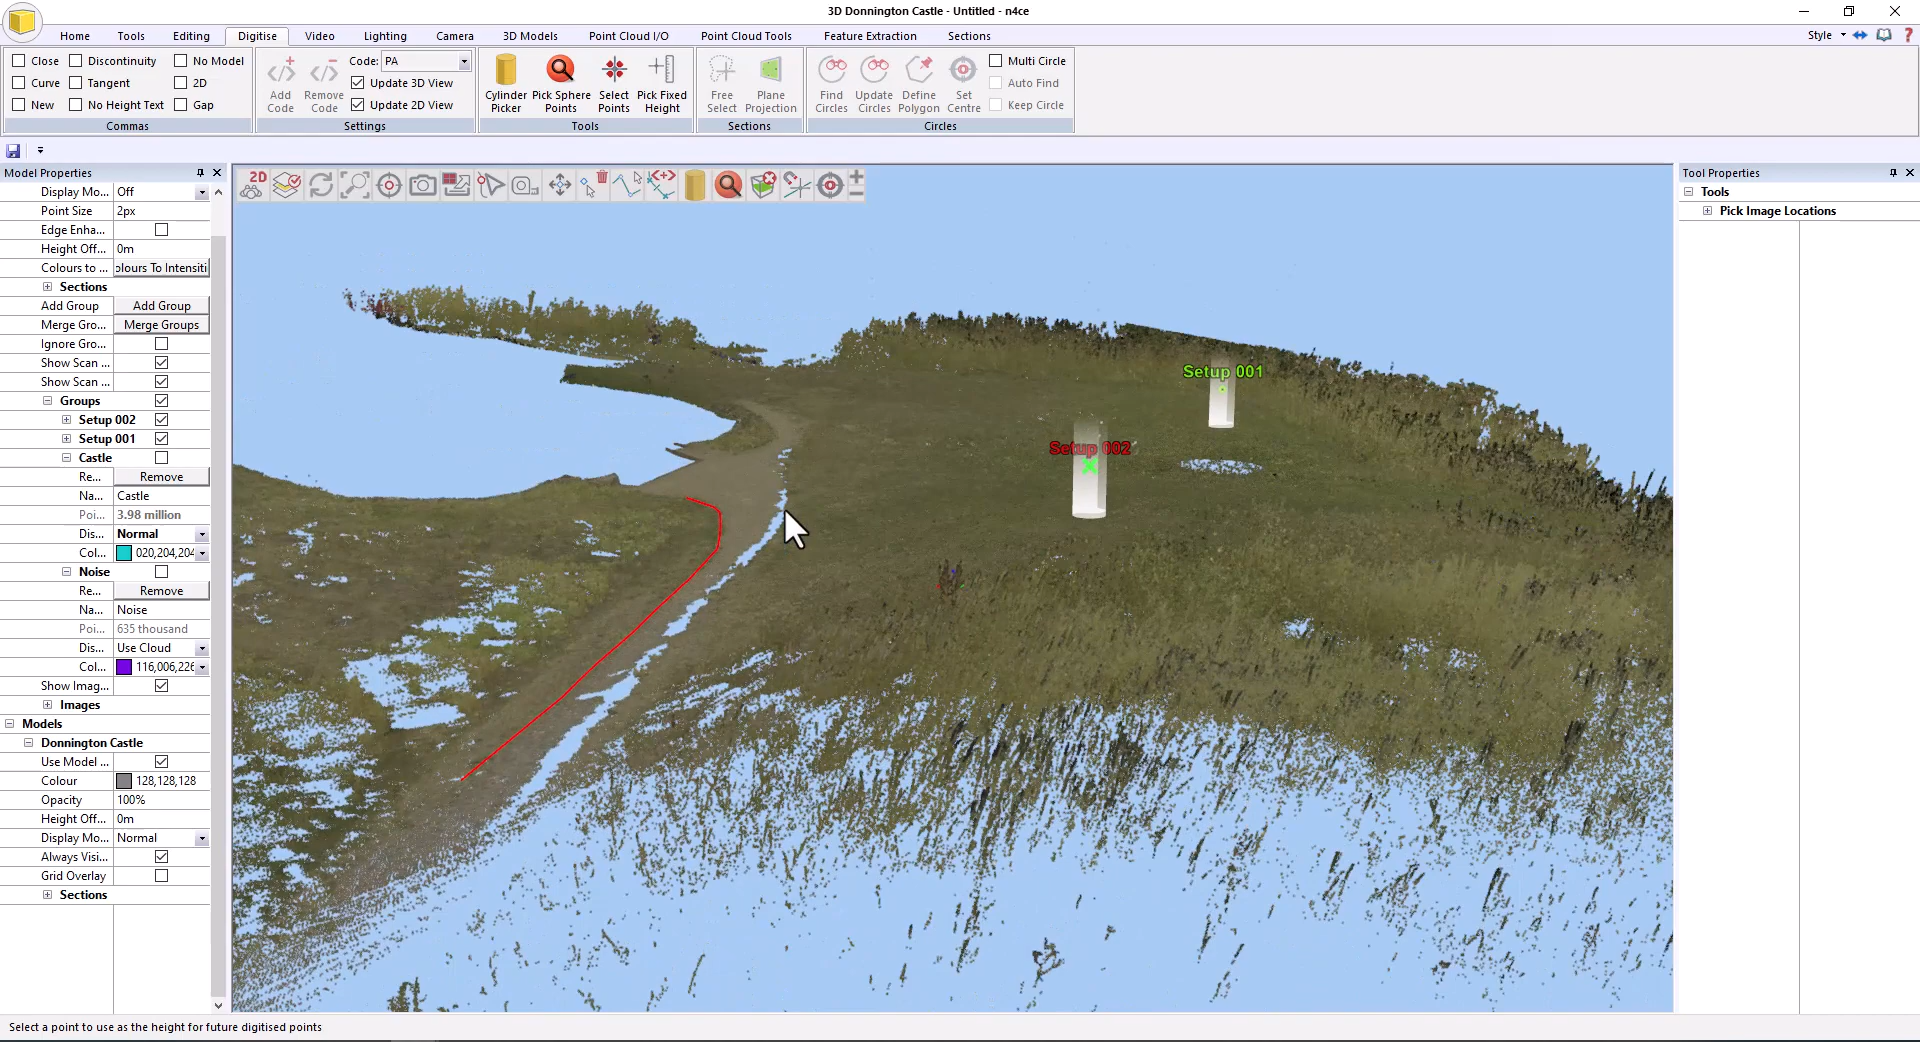 3D Donnington Castle - Untitled - n4ce
Home Tools Editing Digitise Video Lighting Camera 3D Models Point Cloud I/O Point Cloud Tools Feature Extraction Sections Style
Close Discontinuity No Model
Curve Tangent 2D
New No Height Text Gap
Commas
Add Code
Remove Code
Code: PA
Update 3D View
Update 2D View
Settings
Cylinder Picker
Pick Sphere Points
Select Points
Pick Fixed Height
Tools
Free Select
Plane Projection
Sections
Find Circles
Update Circles
Define Polygon
Set Centre
Multi Circle
Auto Find
Keep Circle
Circles
Model Properties
Display Mo... Off
Point Size 2px
Edge Enha...
Height Off... 0m
Colours to ... olours To Intensiti
Sections
Add Group Add Group
Merge Gro... Merge Groups
Ignore Gro...
Show Scan ...
Show Scan ...
Groups
Setup 002
Setup 001
Castle
Re... Remove
Na... Castle
Poi... 3.98 million
Dis... Normal
Col... 020,204,204
Noise
Re... Remove
Na... Noise
Poi... 635 thousand
Dis... Use Cloud
Col... 116,006,226
Show Imag...
Images
Models
Donnington Castle
Use Model ...
Colour 128,128,128
Opacity 100%
Height Off... 0m
Display Mo... Normal
Always Visi...
Grid Overlay
Sections
2D
Setup 001
Setup 002
Tool Properties
Tools
Pick Image Locations
Select a point to use as the height for future digitised points